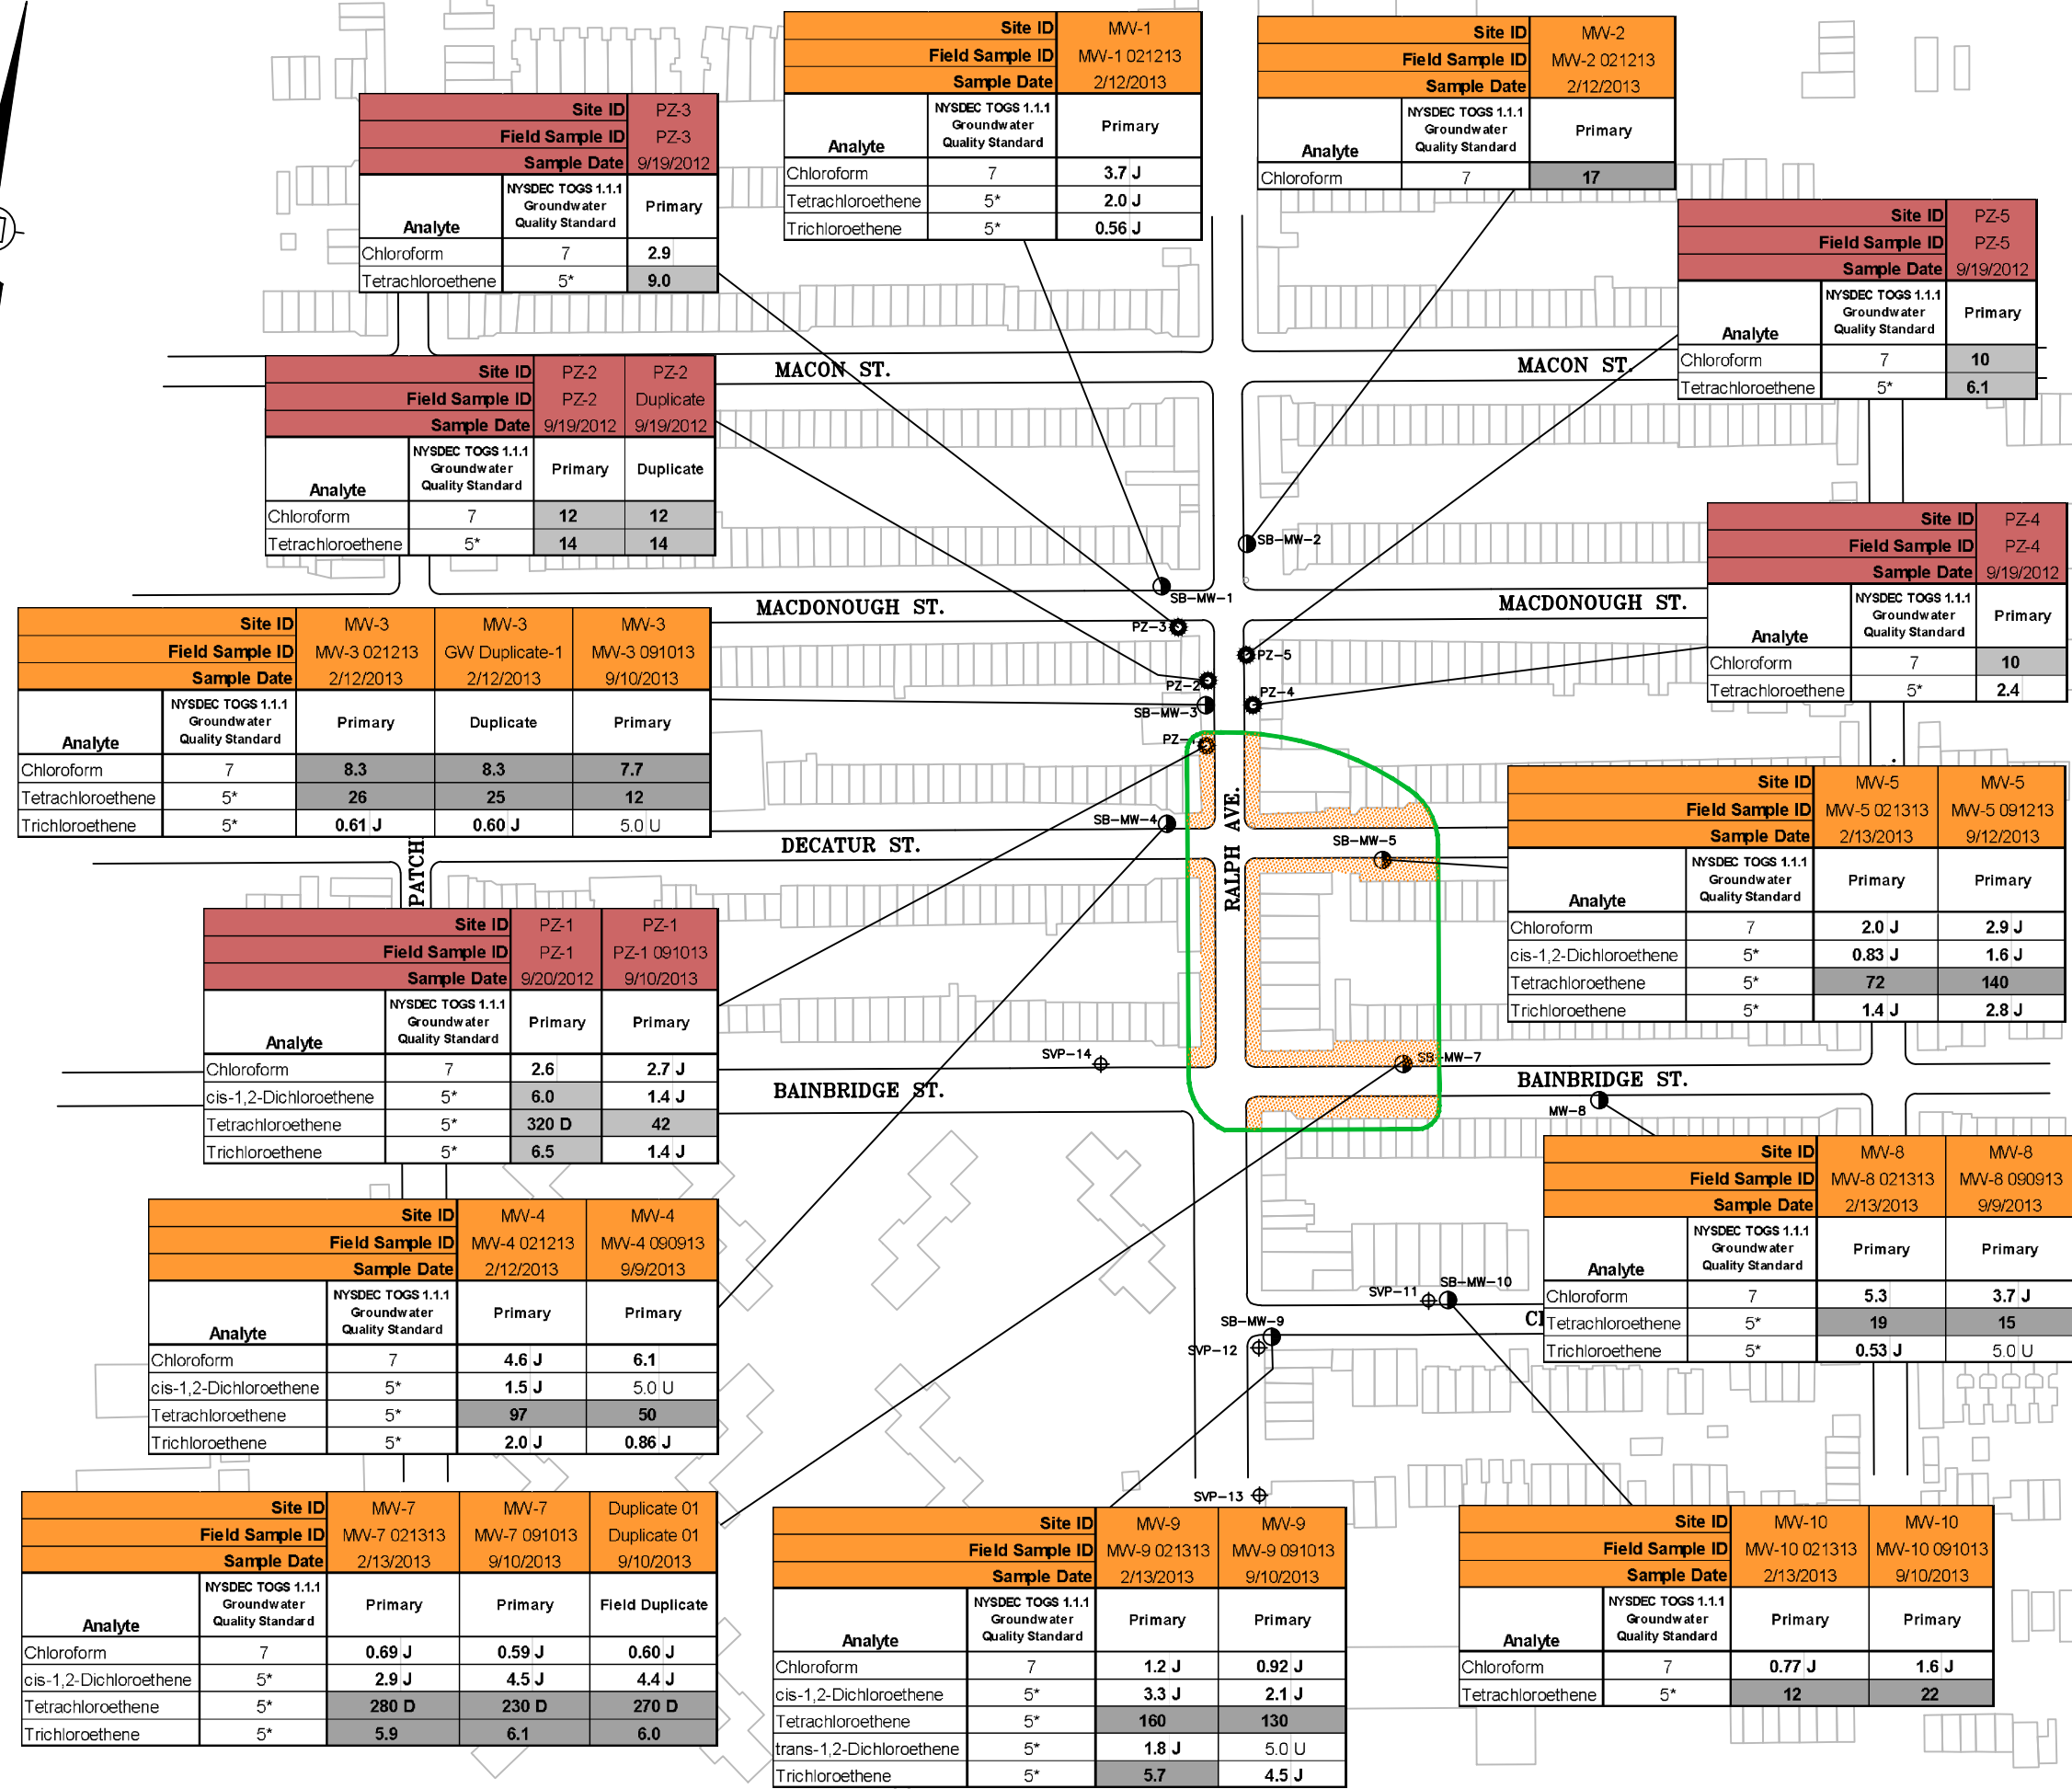 Site ID MW-1
Field Sample ID MW-1 021213
Sample Date 2/12/2013
Analyte NYSDEC TOGS 1.1.1 Groundwater Quality Standard Primary
Chloroform 7 3.7 J
Tetrachloroethene 5* 2.0 J
Trichloroethene 5* 0.56 J
Site ID MW-2
Field Sample ID MW-2 021213
Sample Date 2/12/2013
Analyte NYSDEC TOGS 1.1.1 Groundwater Quality Standard Primary
Chloroform 7 17
Site ID PZ-3
Field Sample ID PZ-3
Sample Date 9/19/2012
Analyte NYSDEC TOGS 1.1.1 Groundwater Quality Standard Primary
Chloroform 7 2.9
Tetrachloroethene 5* 9.0
Site ID PZ-5
Field Sample ID PZ-5
Sample Date 9/19/2012
Analyte NYSDEC TOGS 1.1.1 Groundwater Quality Standard Primary
Chloroform 7 10
Tetrachloroethene 5* 6.1
MACON ST.
MACON ST.
Site ID PZ-2 PZ-2
Field Sample ID PZ-2 Duplicate
Sample Date 9/19/2012 9/19/2012
Analyte NYSDEC TOGS 1.1.1 Groundwater Quality Standard Primary Duplicate
Chloroform 7 12 12
Tetrachloroethene 5* 14 14
Site ID PZ-4
Field Sample ID PZ-4
Sample Date 9/19/2012
Analyte NYSDEC TOGS 1.1.1 Groundwater Quality Standard Primary
Chloroform 7 10
Tetrachloroethene 5* 2.4
SB-MW-2
SB-MW-1
MACDONOUGH ST.
MACDONOUGH ST.
PZ-3
PZ-5
PZ-2
PZ-4
SB-MW-3
PZ-1
Site ID MW-3 MW-3 MW-3
Field Sample ID MW-3 021213 GW Duplicate-1 MW-3 091013
Sample Date 2/12/2013 2/12/2013 9/10/2013
Analyte NYSDEC TOGS 1.1.1 Groundwater Quality Standard Primary Duplicate Primary
Chloroform 7 8.3 8.3 7.7
Tetrachloroethene 5* 26 25 12
Trichloroethene 5* 0.61 J 0.60 J 5.0 U
SB-MW-4
RALPH AVE.
SB-MW-5
DECATUR ST.
PATCH
Site ID MW-5 MW-5
Field Sample ID MW-5 021313 MW-5 091213
Sample Date 2/13/2013 9/12/2013
Analyte NYSDEC TOGS 1.1.1 Groundwater Quality Standard Primary Primary
Chloroform 7 2.0 J 2.9 J
cis-1,2-Dichloroethene 5* 0.83 J 1.6 J
Tetrachloroethene 5* 72 140
Trichloroethene 5* 1.4 J 2.8 J
Site ID PZ-1 PZ-1
Field Sample ID PZ-1 PZ-1 091013
Sample Date 9/20/2012 9/10/2013
Analyte NYSDEC TOGS 1.1.1 Groundwater Quality Standard Primary Primary
Chloroform 7 2.6 2.7 J
cis-1,2-Dichloroethene 5* 6.0 1.4 J
Tetrachloroethene 5* 320 D 42
Trichloroethene 5* 6.5 1.4 J
SVP-14
SB-MW-7
BAINBRIDGE ST.
BAINBRIDGE ST.
MW-8
Site ID MW-8 MW-8
Field Sample ID MW-8 021313 MW-8 090913
Sample Date 2/13/2013 9/9/2013
Analyte NYSDEC TOGS 1.1.1 Groundwater Quality Standard Primary Primary
Chloroform 7 5.3 3.7 J
Tetrachloroethene 5* 19 15
Trichloroethene 5* 0.53 J 5.0 U
Site ID MW-4 MW-4
Field Sample ID MW-4 021213 MW-4 090913
Sample Date 2/12/2013 9/9/2013
Analyte NYSDEC TOGS 1.1.1 Groundwater Quality Standard Primary Primary
Chloroform 7 4.6 J 6.1
cis-1,2-Dichloroethene 5* 1.5 J 5.0 U
Tetrachloroethene 5* 97 50
Trichloroethene 5* 2.0 J 0.86 J
SB-MW-10
SVP-11
SB-MW-9
SVP-12
SVP-13
Site ID MW-7 MW-7 Duplicate 01
Field Sample ID MW-7 021313 MW-7 091013 Duplicate 01
Sample Date 2/13/2013 9/10/2013 9/10/2013
Analyte NYSDEC TOGS 1.1.1 Groundwater Quality Standard Primary Primary Field Duplicate
Chloroform 7 0.69 J 0.59 J 0.60 J
cis-1,2-Dichloroethene 5* 2.9 J 4.5 J 4.4 J
Tetrachloroethene 5* 280 D 230 D 270 D
Trichloroethene 5* 5.9 6.1 6.0
Site ID MW-9 MW-9
Field Sample ID MW-9 021313 MW-9 091013
Sample Date 2/13/2013 9/10/2013
Analyte NYSDEC TOGS 1.1.1 Groundwater Quality Standard Primary Primary
Chloroform 7 1.2 J 0.92 J
cis-1,2-Dichloroethene 5* 3.3 J 2.1 J
Tetrachloroethene 5* 160 130
trans-1,2-Dichloroethene 5* 1.8 J 5.0 U
Trichloroethene 5* 5.7 4.5 J
Site ID MW-10 MW-10
Field Sample ID MW-10 021313 MW-10 091013
Sample Date 2/13/2013 9/10/2013
Analyte NYSDEC TOGS 1.1.1 Groundwater Quality Standard Primary Primary
Chloroform 7 0.77 J 1.6 J
Tetrachloroethene 5* 12 22